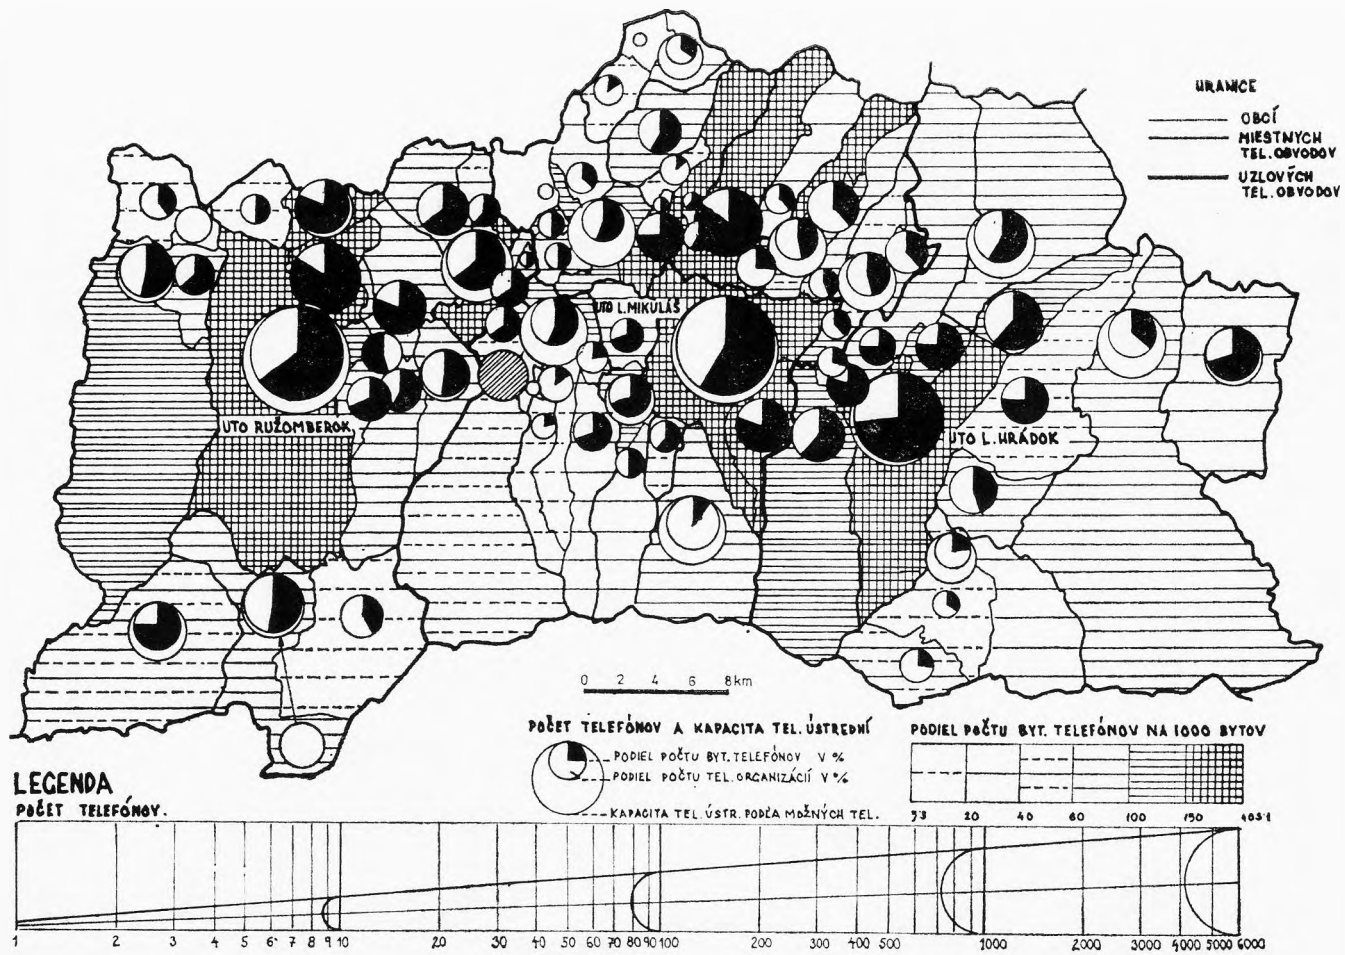 HRANICE
OBCÍ
MIESTNYCH
TEL. OBVODOV
UZLOVÝCH
TEL. OBVODOV
UTO L. MIKULÁŠ
UTO RUŽOMBEROK
UTO L. HRÁDOK
0 2 4 6 8km
POČET TELEFÓNOV A KAPACITA TEL. ÚSTREDNÍ
PODIEL POČTU BYT. TELEFÓNOV V %
PODIEL POČTU TEL. ORGANIZÁCIÍ V %
KAPACITA TEL. ÚSTR. PODĽA MOŽNÝCH TEL.
PODIEL POČTU BYT. TELEFÓNOV NA 1000 BYTOV
20 40 60 100 150
LEGENDA
POČET TELEFÓNOV.
1 2 3 4 5 6 7 8 9 10 20 30 40 50 60 70 80 90 100 200 300 400 500 1000 2000 3000 4000 5000 6000